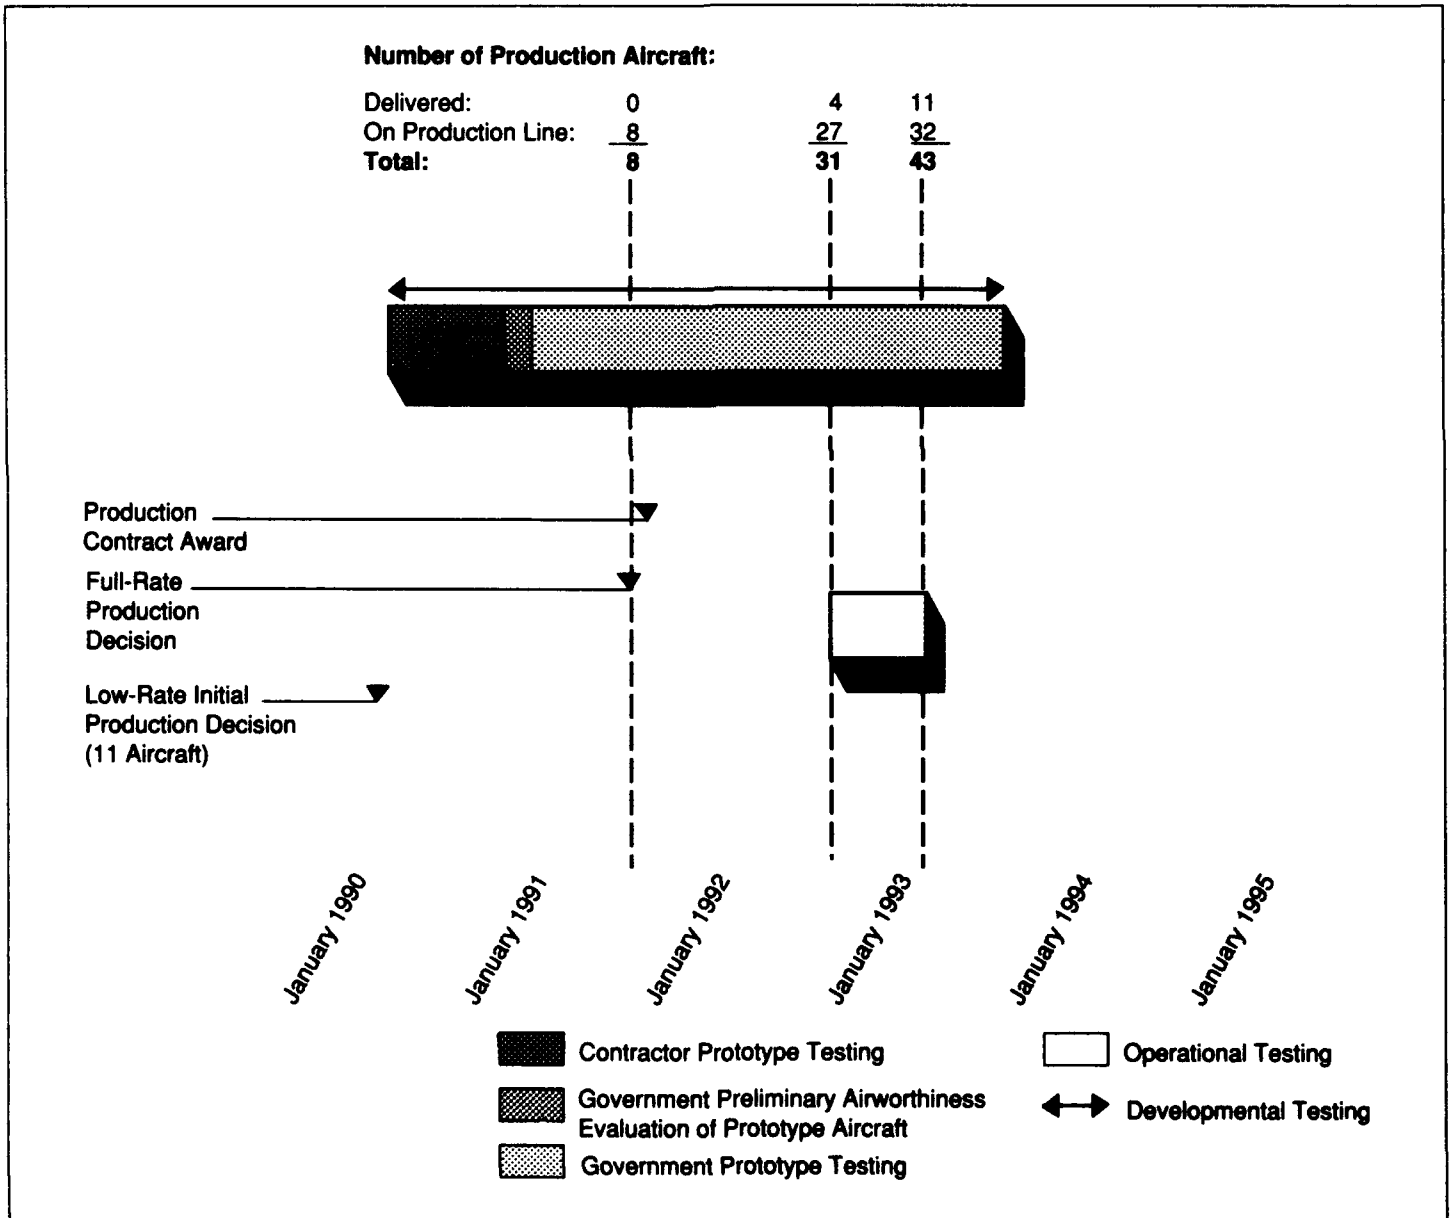 Number of Production Aircraft:
Delivered: 0 4 11
On Production Line: 8 27 32
Total: 8 31 43
Production
Contract Award
Full-Rate
Production
Decision
Low-Rate Initial
Production Decision
(11 Aircraft)
January 1990
January 1991
January 1992
January 1993
January 1994
January 1995
Contractor Prototype Testing
Government Preliminary Airworthiness
Evaluation of Prototype Aircraft
Government Prototype Testing
Operational Testing
Developmental Testing